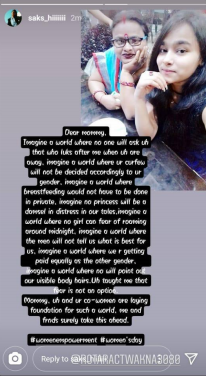 saks_hiiiiii 2m
Dear mommy,
Imagine a world where no one will ask uh
that who luks after me when uh are
away, imagine a world where ur curfew
will not be decided accordingly to ur
gender, imagine a world where
breastfeeding would not have to be done
in private, imagine no princess will be a
damsel in distress in our tales,imagine a
world where no girl can fear of roaming
around midnight, imagine a world where
the men will not tell us what is best for
us, imagine a world where we r getting
paid equally as the other gender,
imagine a world where no will point out
our visible body hairs.Uh taught me that
fear is not an option.
Mommy, uh and ur co-women are laying
foundation for such a world, me and
frnds surely take this ahead.
#womenempowerment #women'sday
Reply to